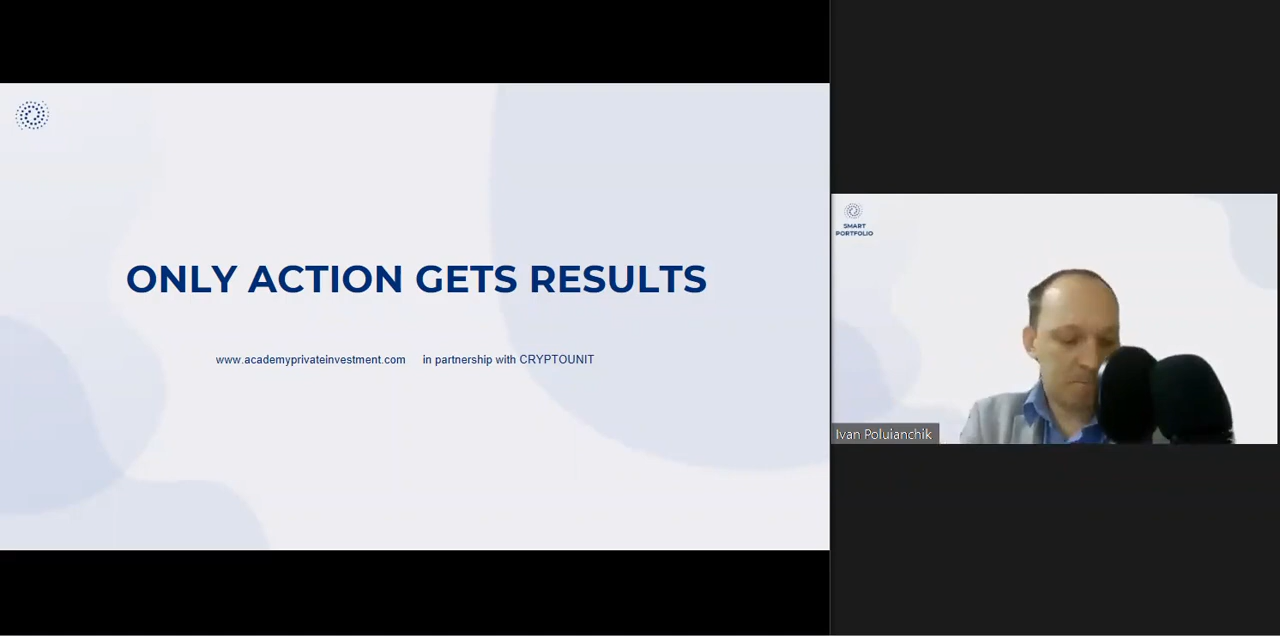 ONLY ACTION GETS RESULTS
www.academyprivateinvestment.com in partnership with CRYPTOUNIT
SMART
PORTFOLIO
Ivan Poluianchik